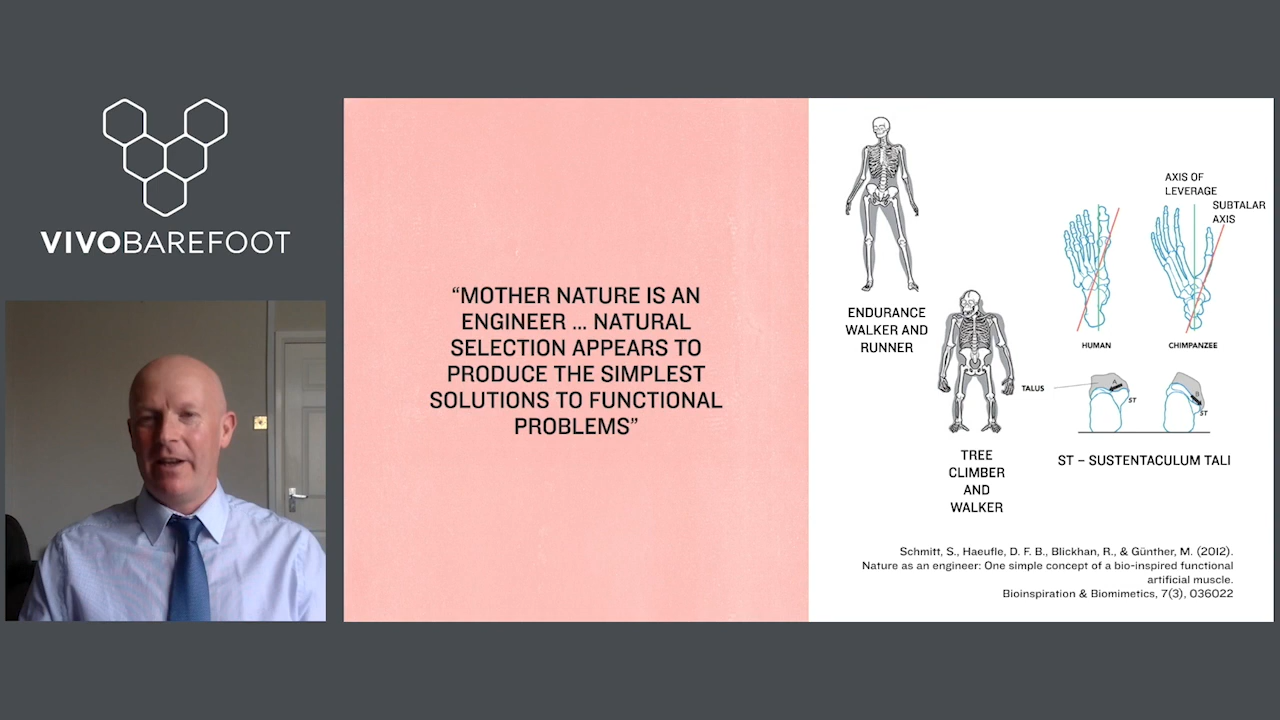 VIVOBAREFOOT
“MOTHER NATURE IS AN
ENGINEER ... NATURAL
SELECTION APPEARS TO
PRODUCE THE SIMPLEST
SOLUTIONS TO FUNCTIONAL
PROBLEMS”
ENDURANCE
WALKER AND
RUNNER
TREE
CLIMBER
AND
WALKER
AXIS OF
LEVERAGE
SUBTALAR
AXIS
HUMAN
CHIMPANZEE
TALUS
A
ST
A
ST
ST – SUSTENTACULUM TALI
Schmitt, S., Haeufle, D. F. B., Blickhan, R., & Günther, M. (2012).
Nature as an engineer: One simple concept of a bio-inspired functional
artificial muscle.
Bioinspiration & Biomimetics, 7(3), 036022